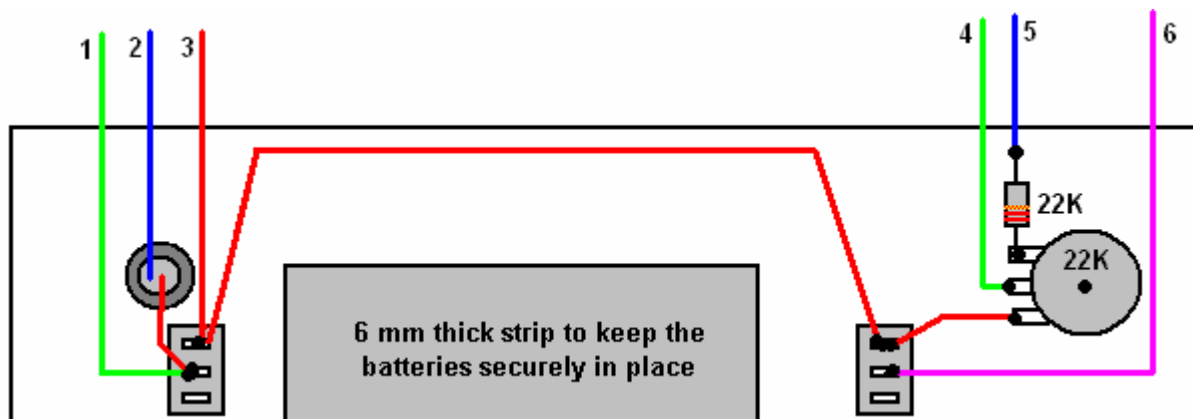 1 2 3 4 5 6
22K
22K
6 mm thick strip to keep the
batteries securely in place